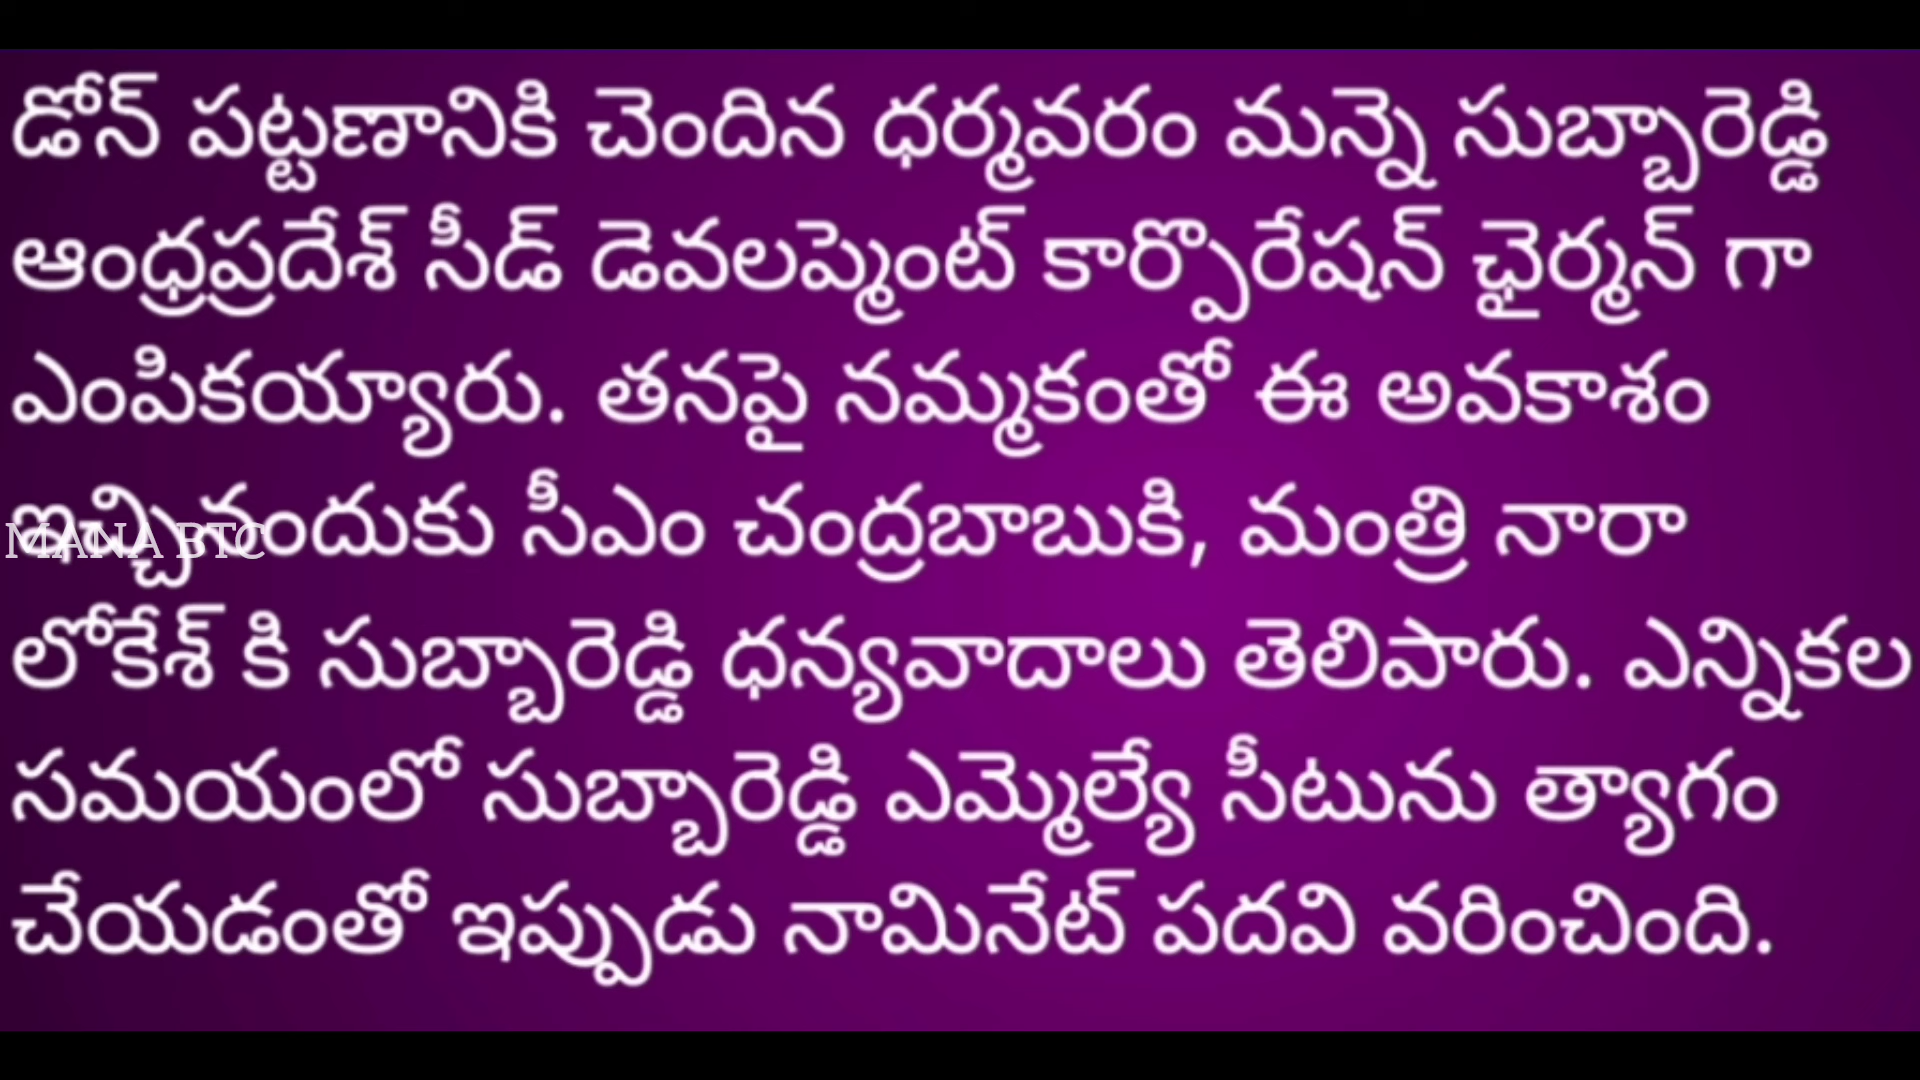 డోన్ పట్టణానికి చెందిన ధర్మవరం మన్నె సుబ్బారెడ్డి
ఆంధ్రప్రదేశ్ సీడ్ డెవలప్మెంట్ కార్పొరేషన్ ఛైర్మన్ గా
ఎంపికయ్యారు. తనపై నమ్మకంతో ఈ అవకాశం
ఇచ్చినందుకు సీఎం చంద్రబాబుకి, మంత్రి నారా
MANA BTC
లోకేశ్ కి సుబ్బారెడ్డి ధన్యవాదాలు తెలిపారు. ఎన్నికల
సమయంలో సుబ్బారెడ్డి ఎమ్మెల్యే సీటును త్యాగం
చేయడంతో ఇప్పుడు నామినేట్ పదవి వరించింది.